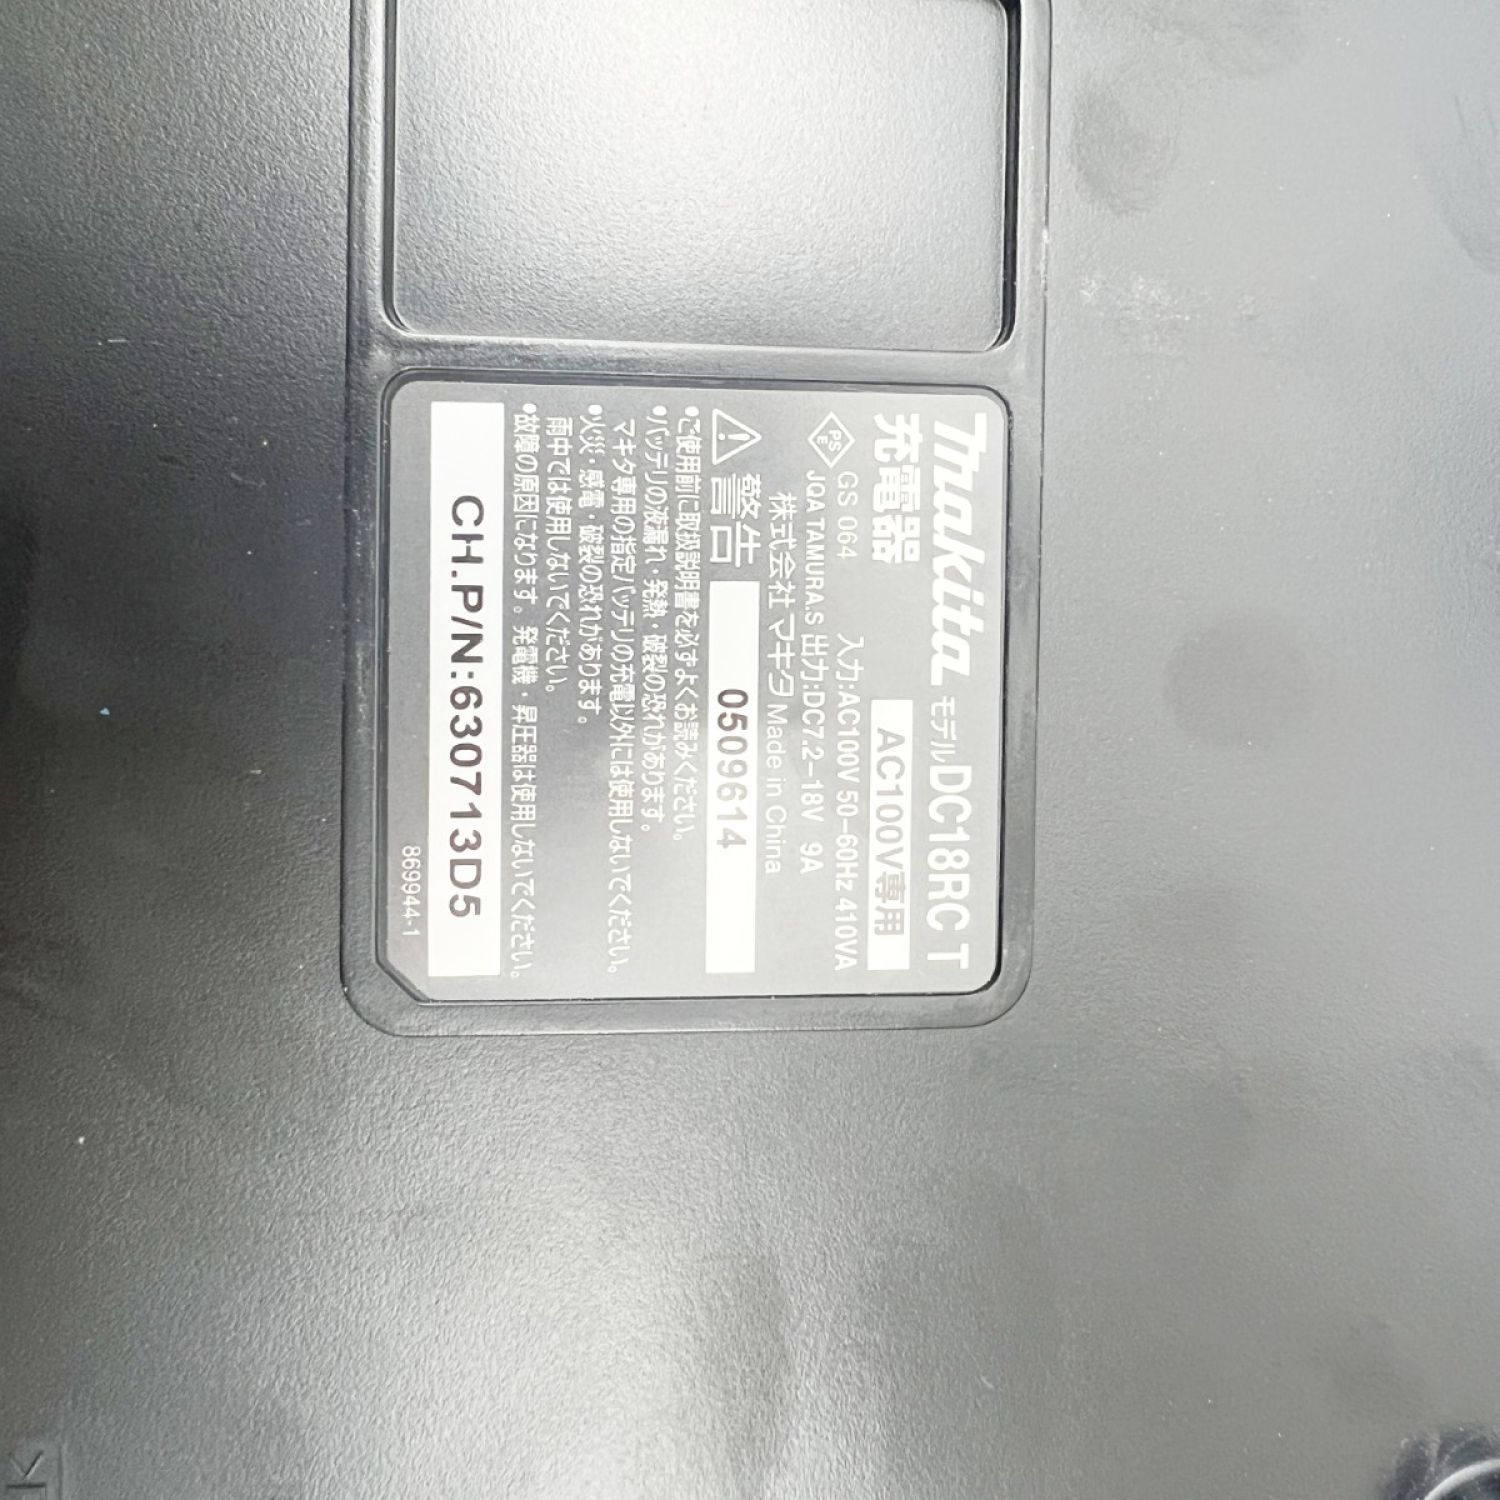 makita モデルDC18RC T
充電器 AC100V専用
GS 064 入力:AC100V 50–60Hz 410VA
PSE JQA TAMURA.S 出力:DC7.2–18V 9A
株式会社マキタ Made in China
警告 0509614
●ご使用前に取扱説明書を必ずよくお読みください。
●バッテリの液漏れ・発熱・破裂の恐れがあります。
マキタ専用の指定バッテリの充電以外には使用しないでください。
●火災・感電・破裂の恐れがあります。
雨中では使用しないでください。
●故障の原因になります。発電機・昇圧器は使用しないでください。
CH.P/N:630713D5
869944-1